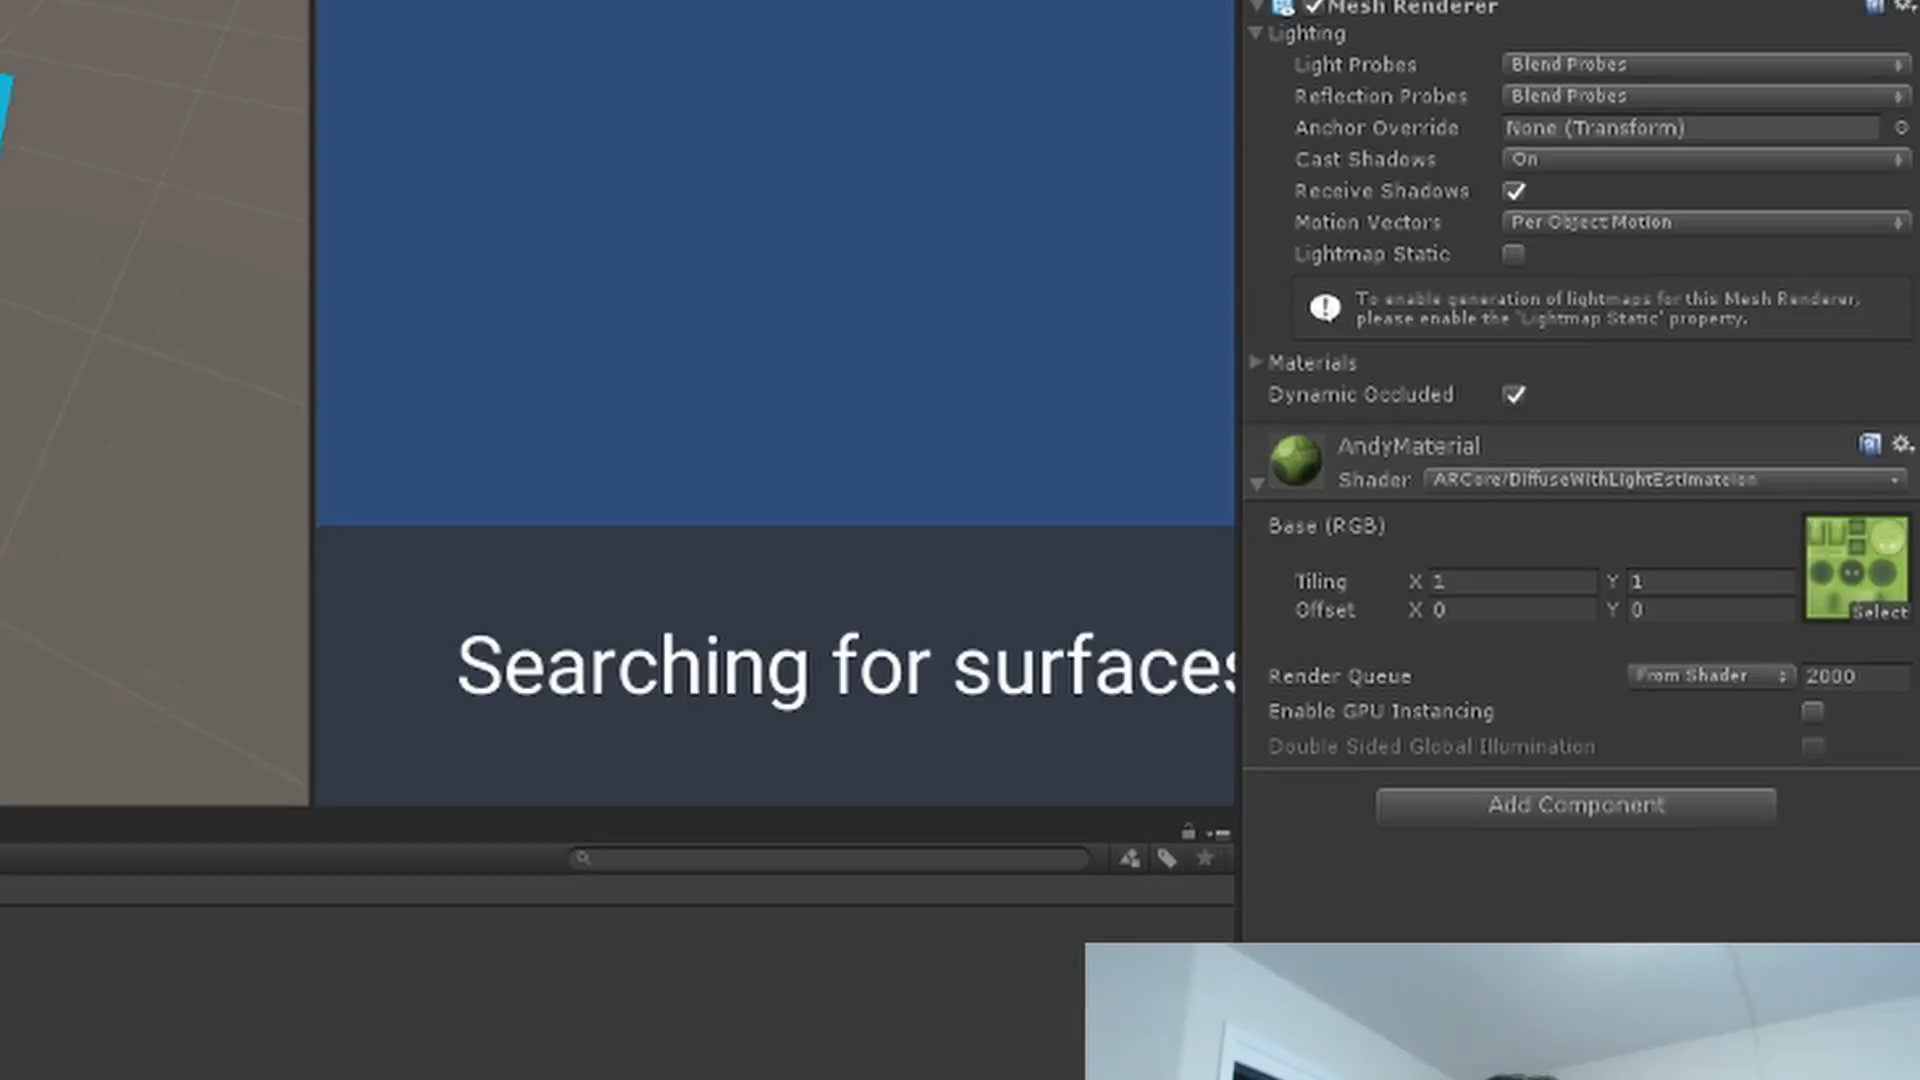 Mesh Renderer
Lighting
Light Probes Blend Probes
Reflection Probes Blend Probes
Anchor Override None (Transform)
Cast Shadows On
Receive Shadows
Motion Vectors Per Object Motion
Lightmap Static
To enable generation of lightmaps for this Mesh Renderer,
please enable the 'Lightmap Static' property.
Materials
Dynamic Occluded
AndyMaterial
Shader ARCore/DiffuseWithLightEstimation
Base (RGB)
Tiling X 1 Y 1
Offset X 0 Y 0
Select
Render Queue From Shader 2000
Enable GPU Instancing
Double Sided Global Illumination
Add Component
Searching for surfaces